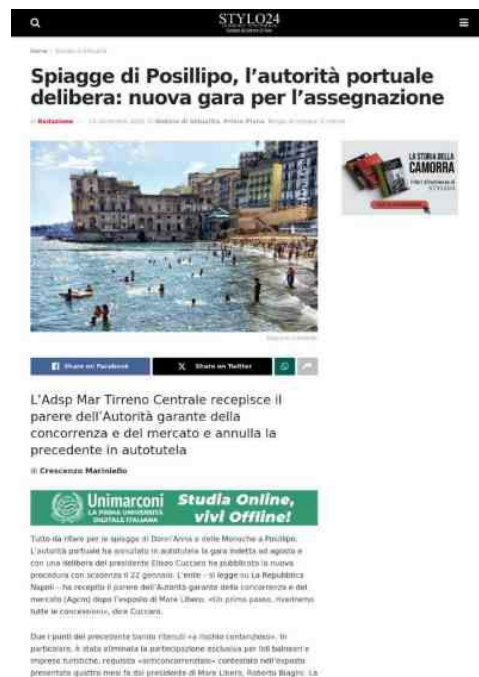 STYLO24
Spiagge di Posillipo, l'autorità portuale
delibera: nuova gara per l'assegnazione
di Redazione
LA STORIA DELLA
CAMORRA
STYLO24
Share on Facebook
Share on Twitter
L'Adsp Mar Tirreno Centrale recepisce il
parere dell'Autorità garante della
concorrenza e del mercato e annulla la
precedente in autotutela
di Crescenzo Mariniello
Unimarconi
LA PRIMA UNIVERSITÀ
DIGITALE ITALIANA
Studia Online,
vivi Offline!
Tutto da rifare per le spiagge di Donn'Anna e delle Monache a Posillipo.
L'autorità portuale ha annullato in autotutela la gara indetta ad agosto e
con una delibera del presidente Eliseo Cuccaro ha pubblicato la nuova
procedura con scadenza il 22 gennaio. L'ente – si legge su La Repubblica
Napoli – ha recepito il parere dell'Autorità garante della concorrenza e del
mercato (Agcm) dopo l'esposto di Mare Libero. «Un primo passo, rivedremo
tutte le concessioni», dice Cuccaro.
Due i punti del precedente bando ritenuti «a rischio contenzioso». In
particolare, è stata eliminata la partecipazione esclusiva per lidi balneari e
imprese turistiche, requisito «anticoncorrenziale» contestato nell'esposto
presentato quattro mesi fa dal presidente di Mare Libero, Roberto Biagini. La